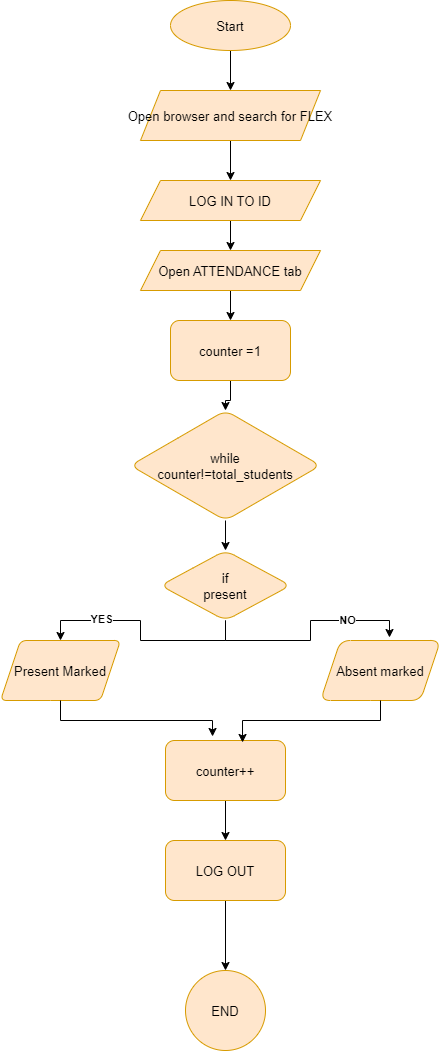 Start
Open browser and search for FLEX
LOG IN TO ID
Open ATTENDANCE tab
counter =1
while
counter!=total_students
if
present
YES
NO
Present Marked
Absent marked
counter++
LOG OUT
END